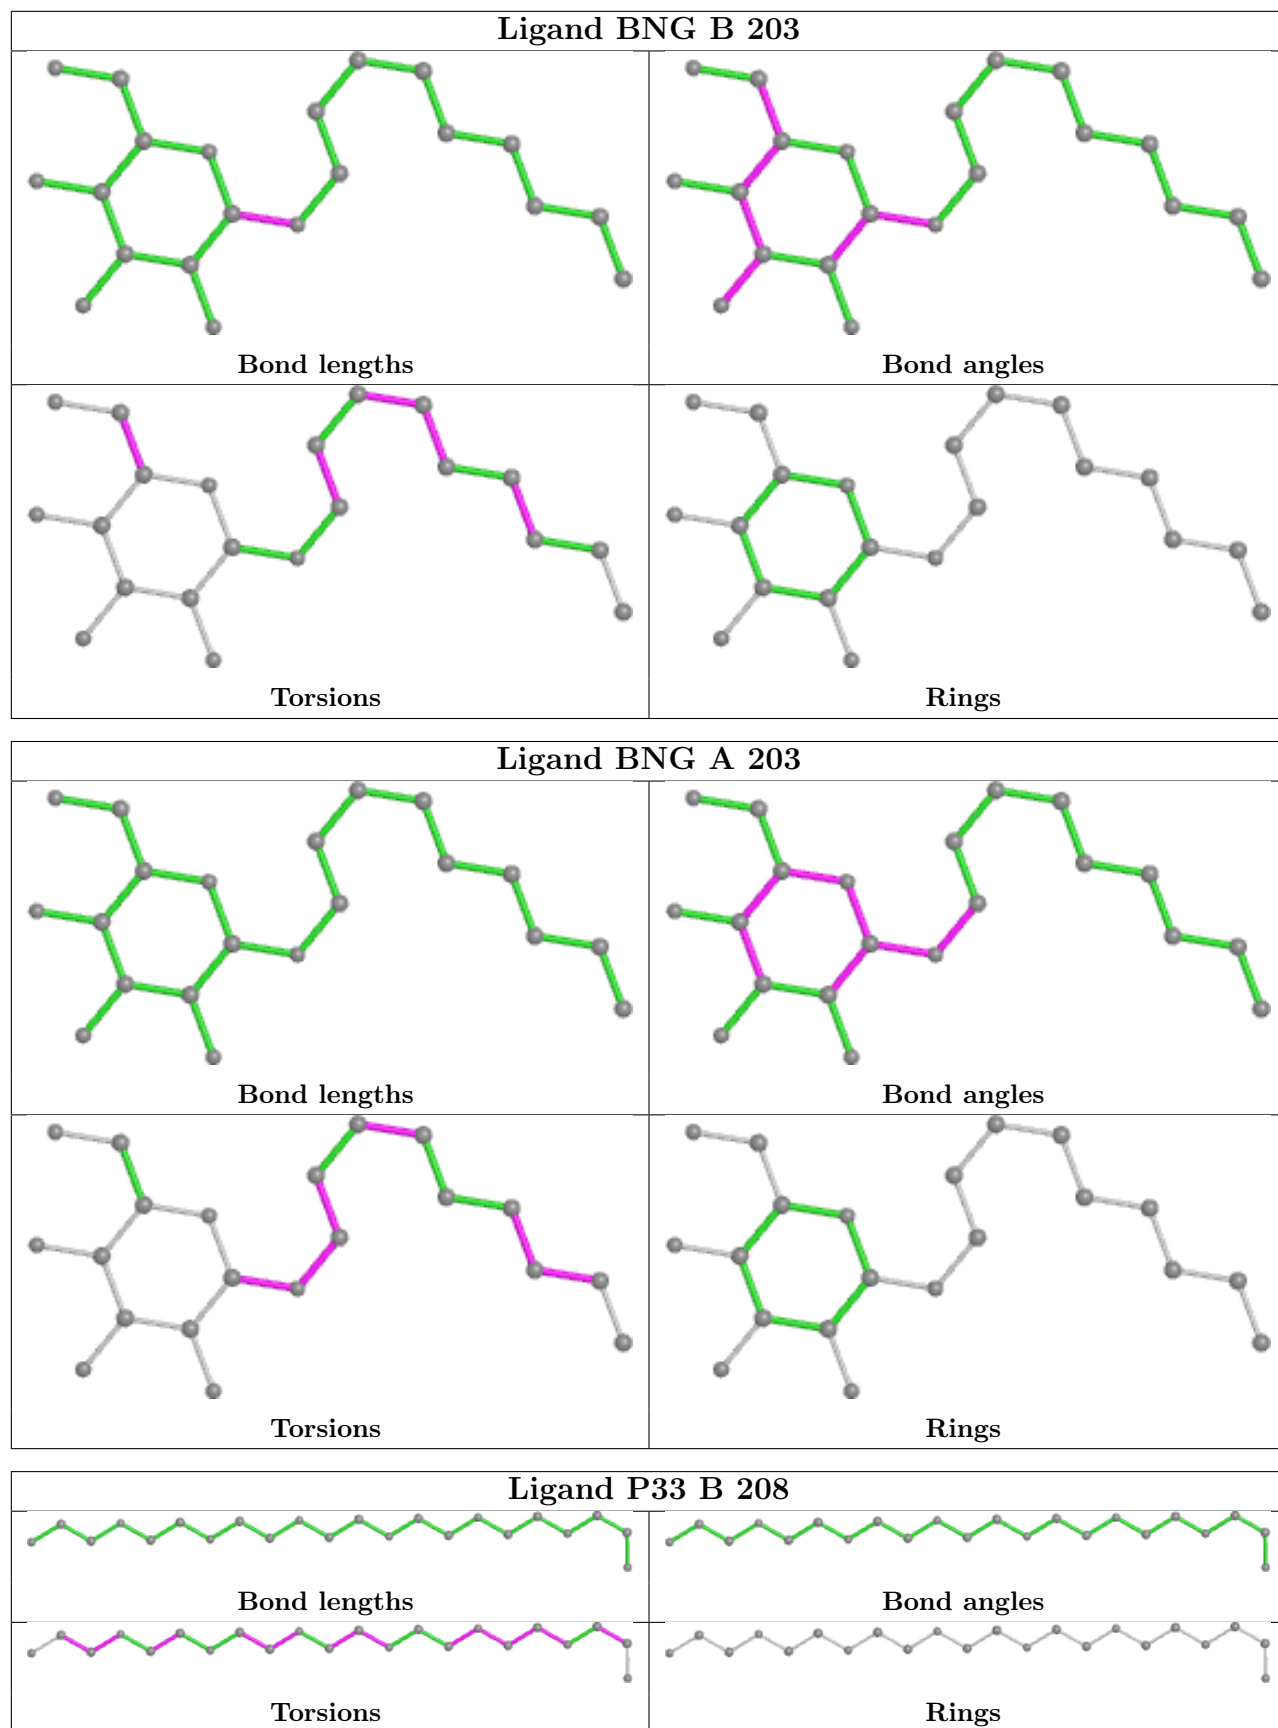 Ligand BNG B 203
Bond lengths
Bond angles
Torsions
Rings
Ligand BNG A 203
Bond lengths
Bond angles
Torsions
Rings
Ligand P33 B 208
Bond lengths
Bond angles
Torsions
Rings